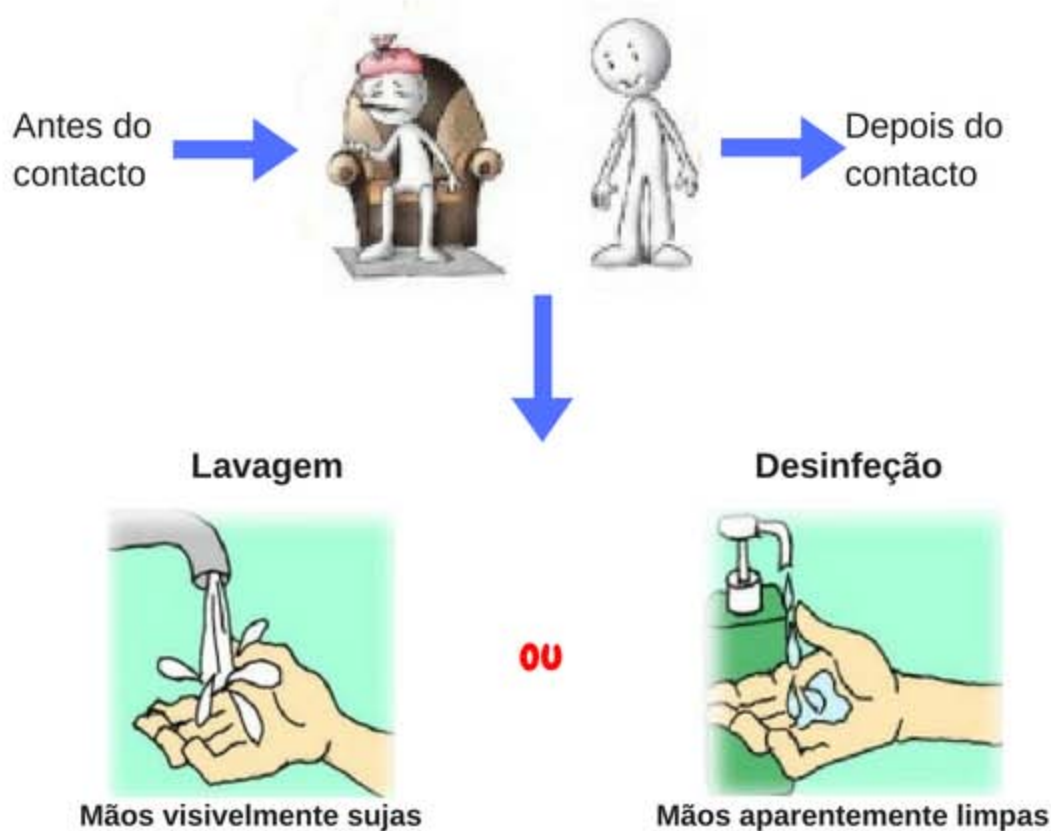 Antes do
contacto
Depois do
contacto
Lavagem
Desinfeção
ou
Mãos visivelmente sujas
Mãos aparentemente limpas